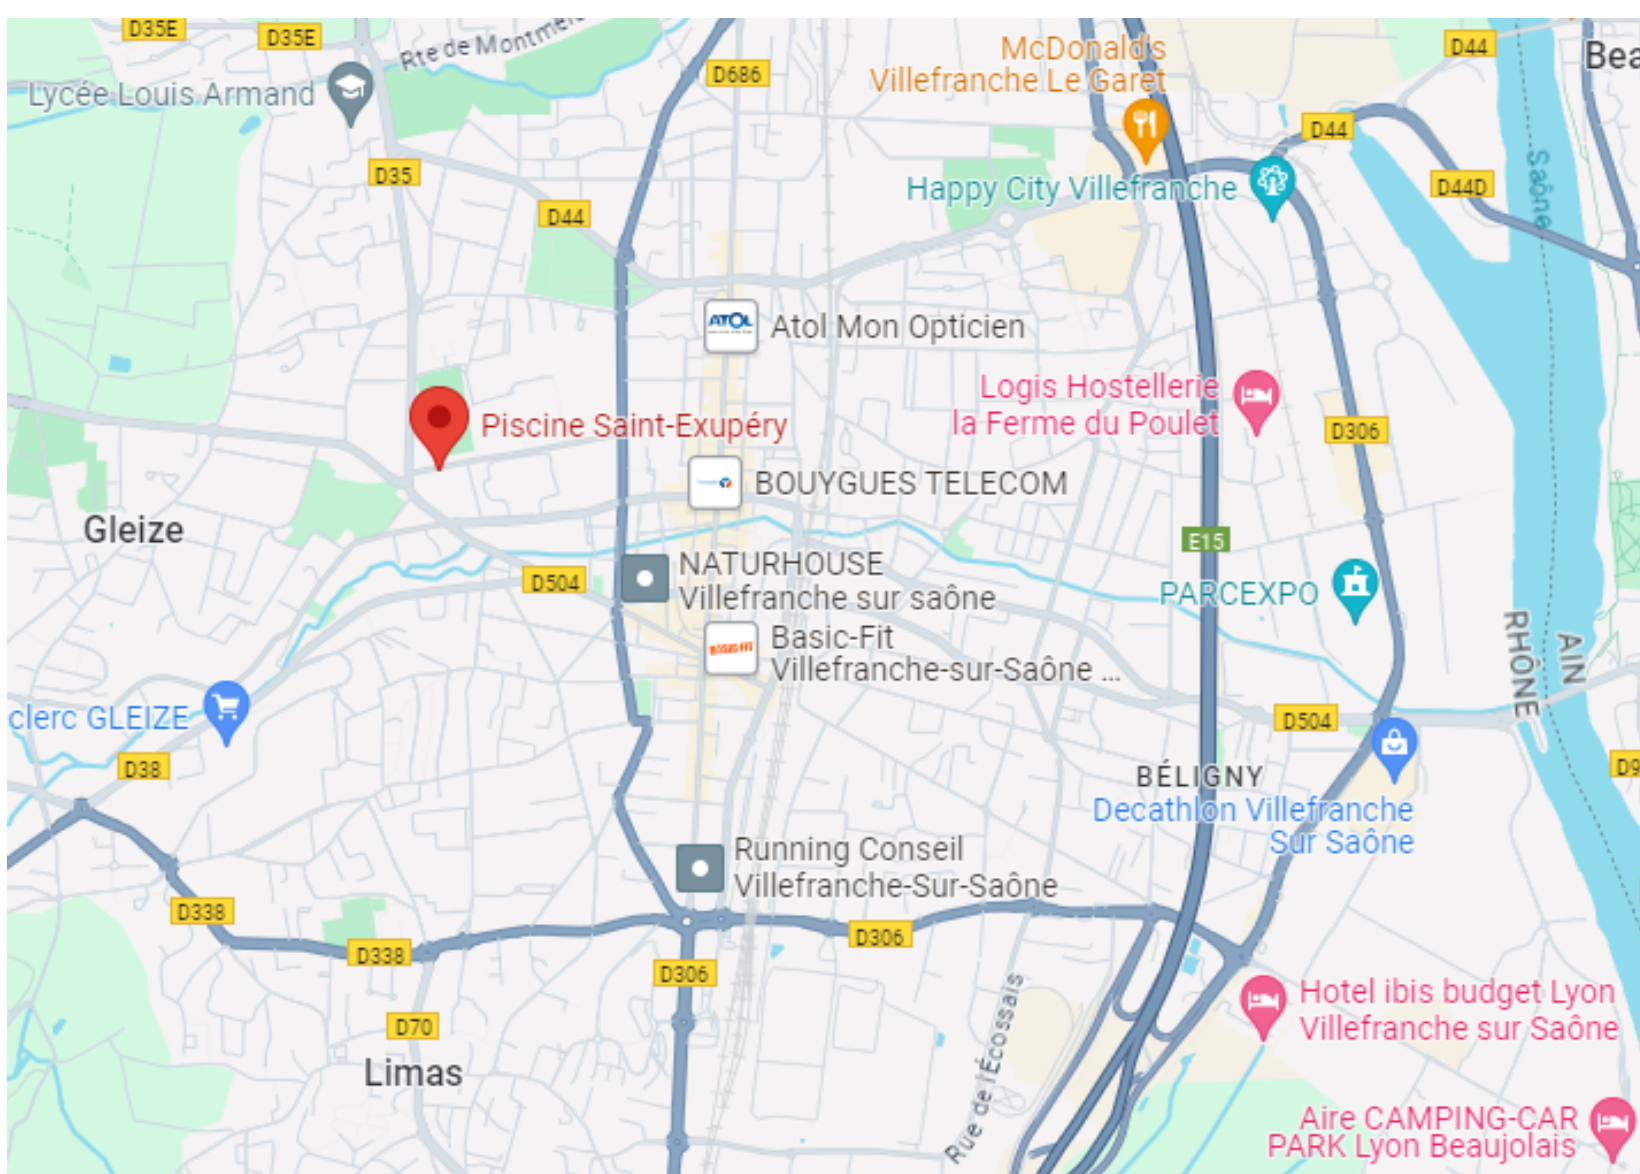 D35E
D35E
Rte de Montme
D686
McDonald's
Villefranche Le Garet
D44
Bea
Lycée Louis Armand
D44
D35
Happy City Villefranche
D44D
Saône
D44
ATOL
Atol Mon Opticien
Logis Hostellerie
la Ferme du Poulet
Piscine Saint-Exupéry
D306
BOUYGUES TELECOM
Gleize
E15
NATURHOUSE
Villefranche sur saône
D504
PARCEXPO
RHÔNE
AIN
BASIC-FIT
Basic-Fit
Villefranche-sur-Saône ...
clerc GLEIZE
D504
D38
BÉLIGNY
D9
Decathlon Villefranche
Sur Saône
Running Conseil
Villefranche-Sur-Saône
D338
D306
D338
D306
Rue de l'Écossais
Hotel ibis budget Lyon
Villefranche sur Saône
D70
Limas
Aire CAMPING-CAR
PARK Lyon Beaujolais